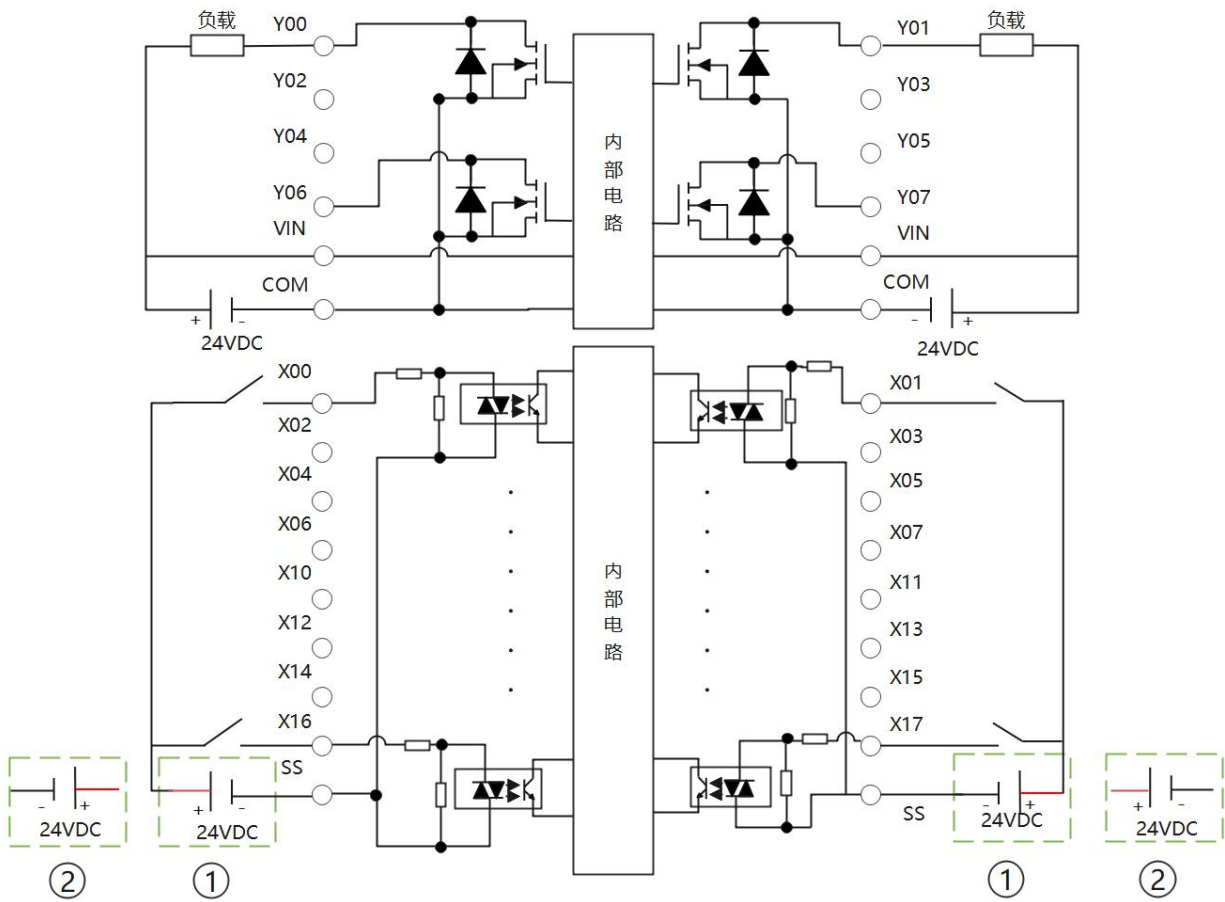 负载
Y00
Y02
Y04
Y06
VIN
COM
+ -
24VDC
内部电路
负载
Y01
Y03
Y05
Y07
VIN
COM
- +
24VDC
X00
X02
X04
X06
X10
X12
X14
X16
SS
- +
24VDC
②
+ -
24VDC
①
内部电路
X01
X03
X05
X07
X11
X13
X15
X17
SS
- +
24VDC
①
+ -
24VDC
②